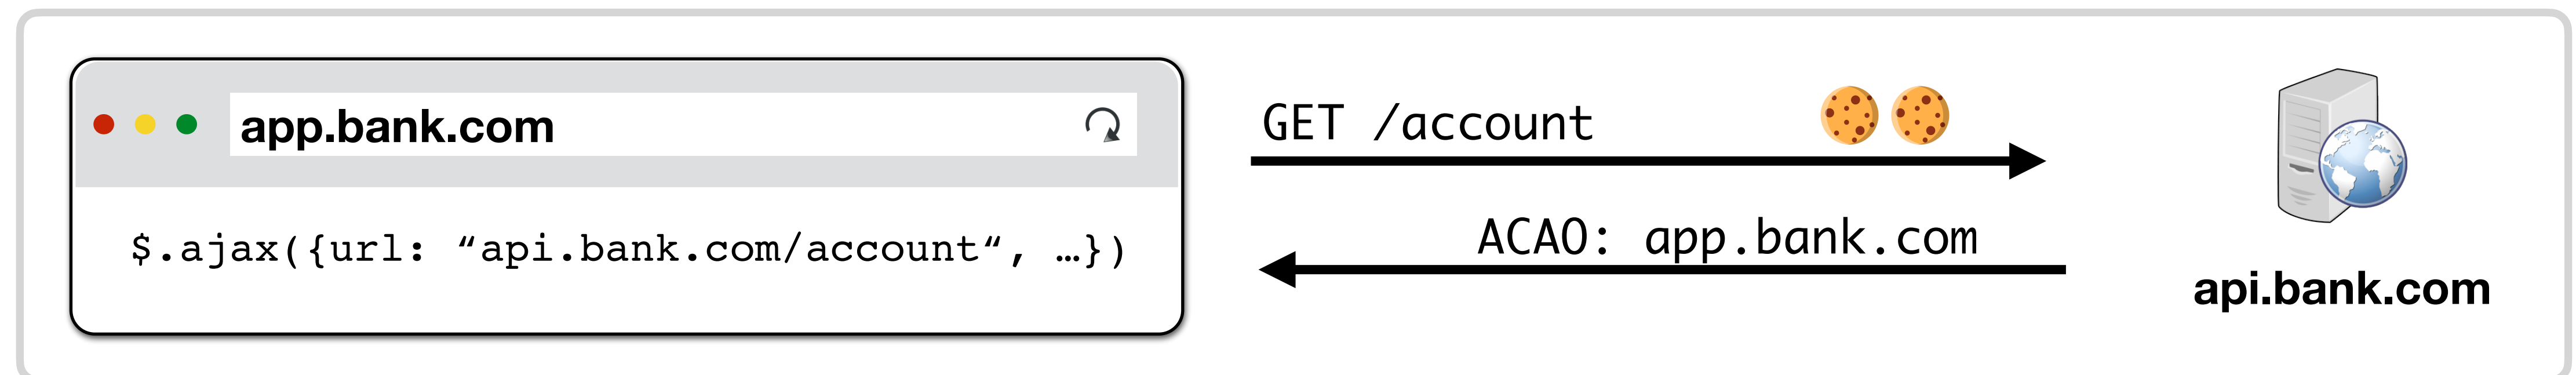 app.bank.com
$.ajax({url: “api.bank.com/account“, …})
GET /account
ACAO: app.bank.com
api.bank.com